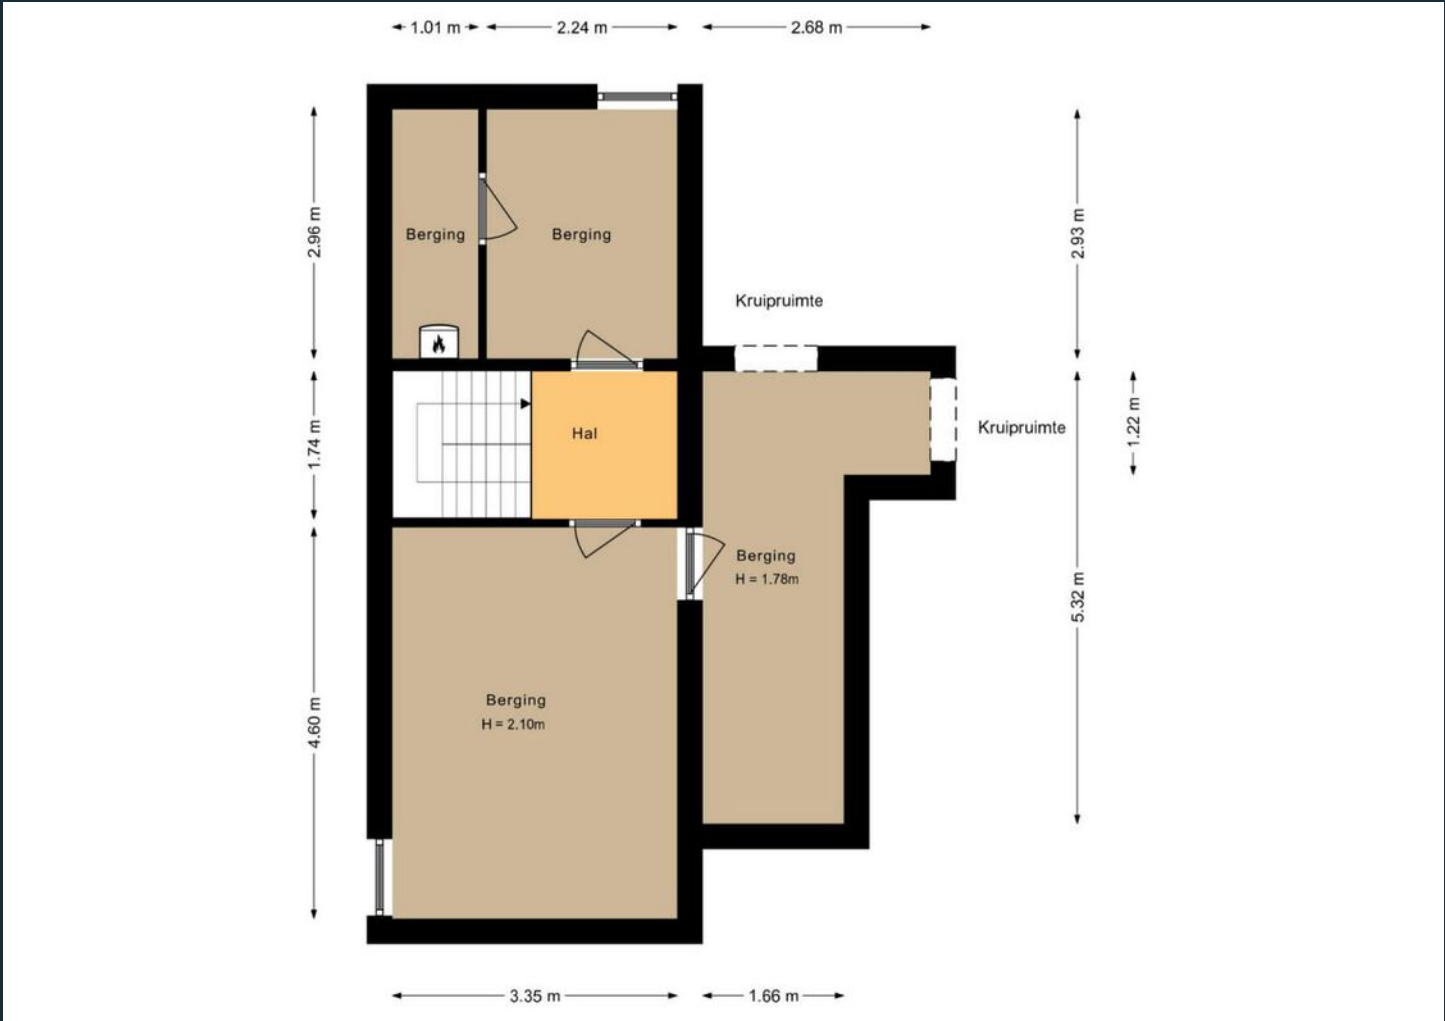 1.01 m
2.24 m
2.68 m
2.96 m
2.93 m
Berging
Berging
Kruipruimte
1.74 m
Hal
Kruipruimte
1.22 m
Berging
H = 1.78m
5.32 m
4.60 m
Berging
H = 2.10m
3.35 m
1.66 m